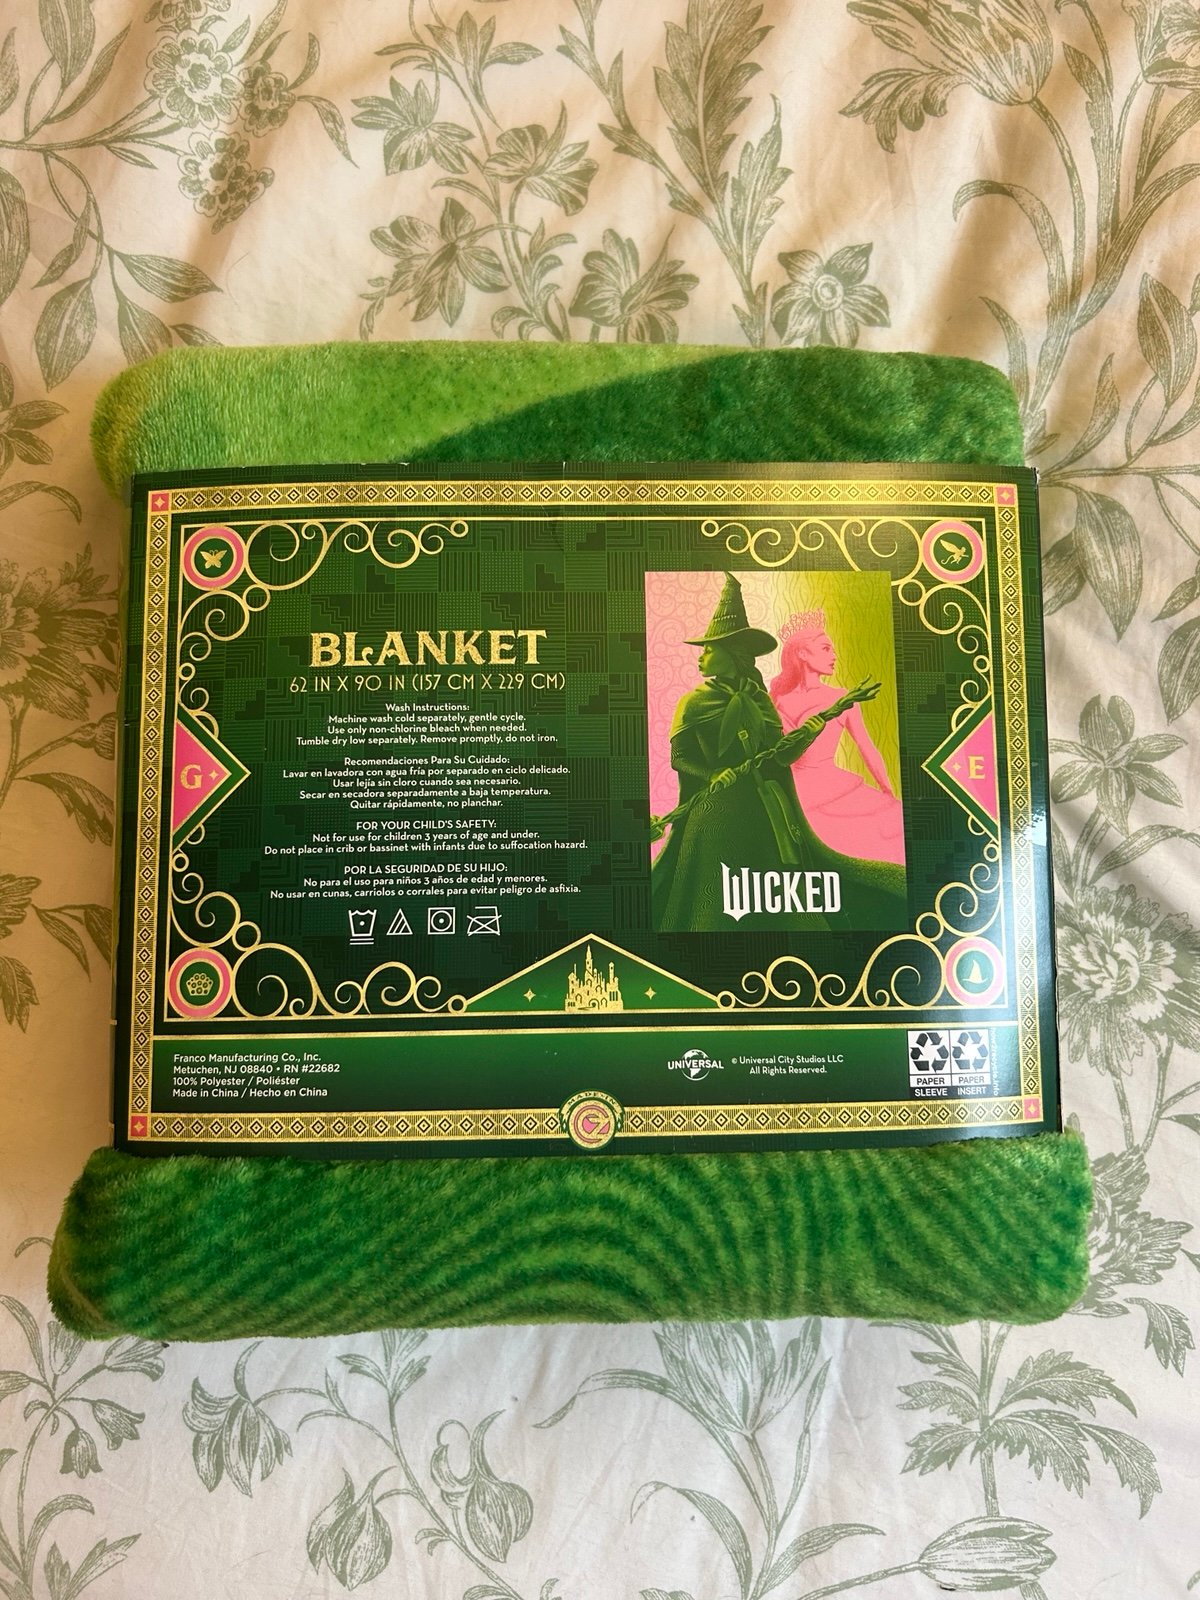 BLANKET
62 IN X 90 IN (157 CM X 229 CM)
Wash Instructions:
Machine wash cold separately, gentle cycle.
Use only non-chlorine bleach when needed.
Tumble dry low separately. Remove promptly, do not iron.
Recomendaciones Para Su Cuidado:
Lavar en lavadora con agua fría por separado en ciclo delicado.
Usar lejía sin cloro cuando sea necesario.
Secar en secadora separadamente a baja temperatura.
Quitar rápidamente, no planchar.
FOR YOUR CHILD'S SAFETY:
Not for use for children 3 years of age and under.
Do not place in crib or bassinet with infants due to suffocation hazard.
POR LA SEGURIDAD DE SU HIJO:
No para el uso para niños 3 años de edad y menores.
No usar en cunas, carriolos o corrales para evitar peligro de asfixia.
G
E
WICKED
Franco Manufacturing Co., Inc.
Metuchen, NJ 08840 • RN #22682
100% Polyester / Poliéster
Made in China / Hecho en China
UNIVERSAL
© Universal City Studios LLC
All Rights Reserved.
PAPER
SLEEVE
PAPER
INSERT
MADE IN
OZ